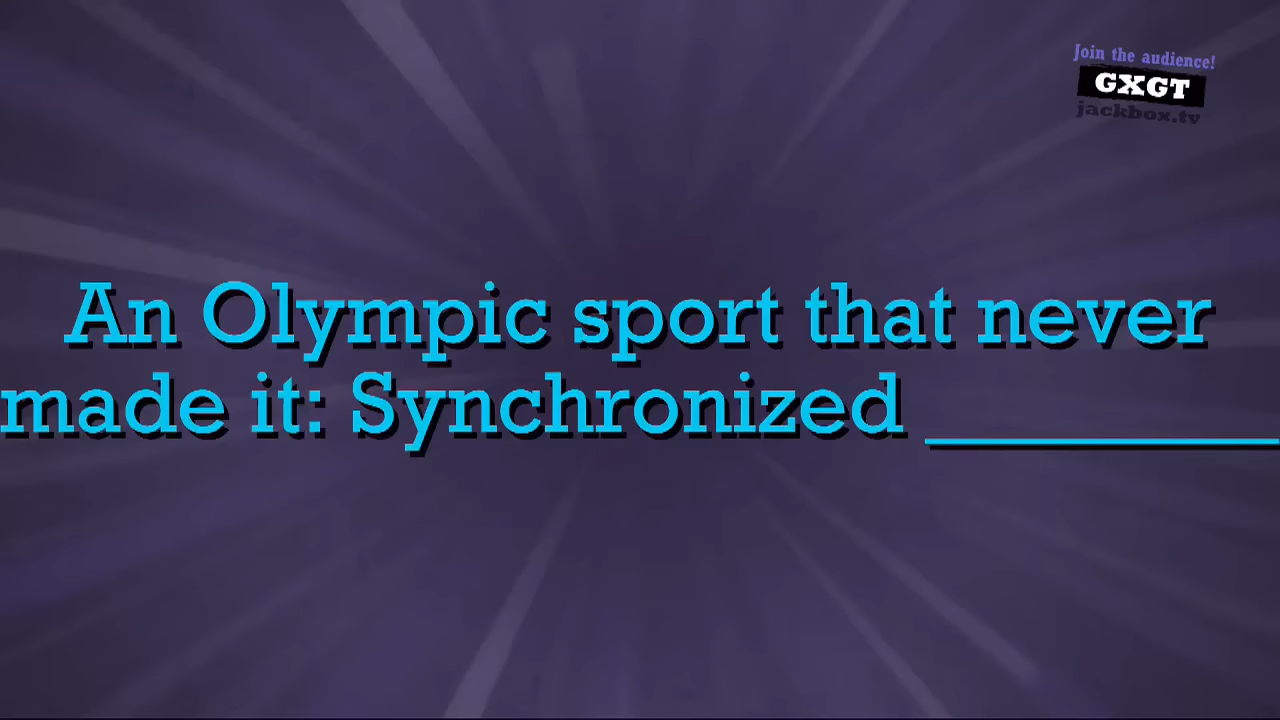 Join the audience!
GXGT
jackbox.tv
An Olympic sport that never
made it: Synchronized ________